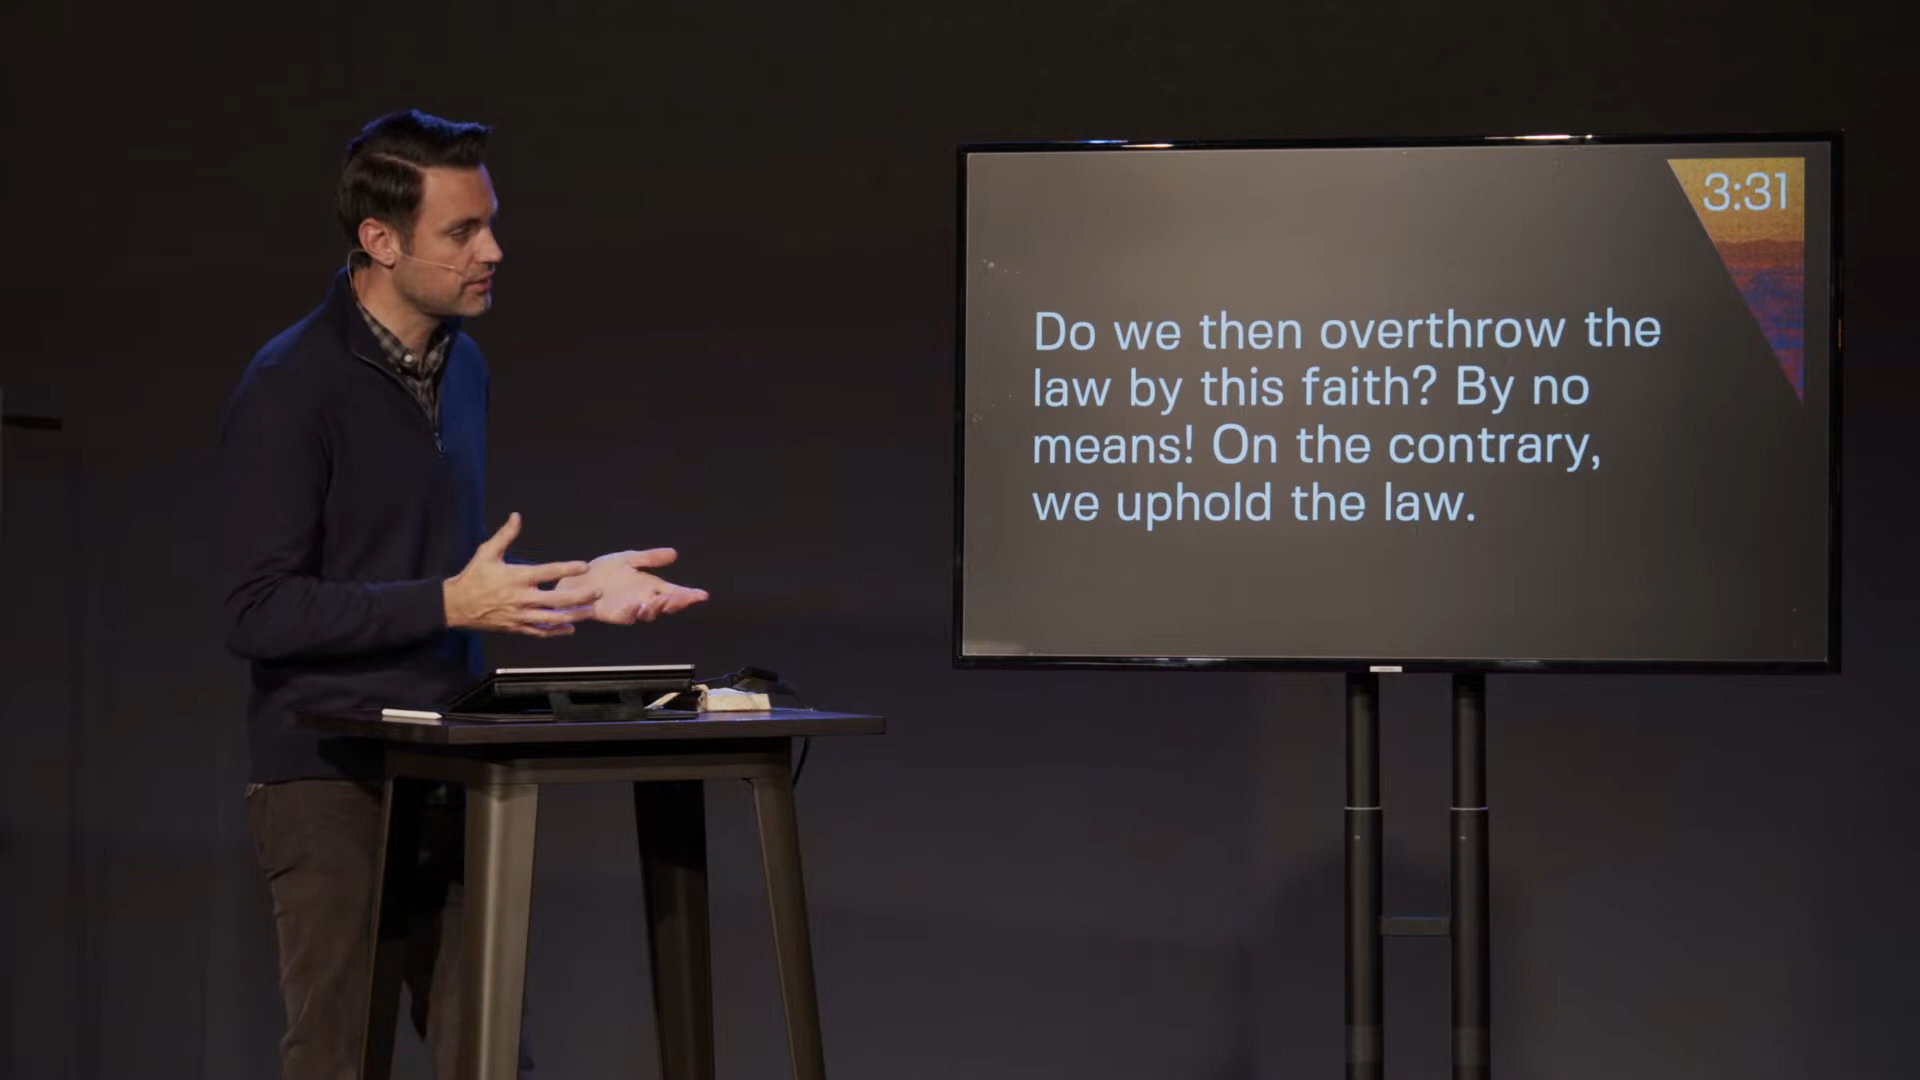 3:31
Do we then overthrow the
law by this faith? By no
means! On the contrary,
we uphold the law.